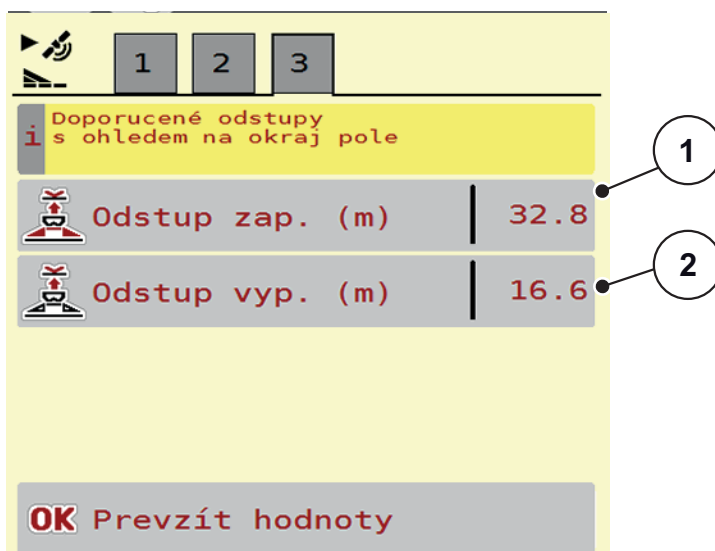 1 2 3
i Doporucené odstupy
s ohledem na okraj pole
Odstup zap. (m) 32.8
1
Odstup vyp. (m) 16.6
2
OK Prevzít hodnoty